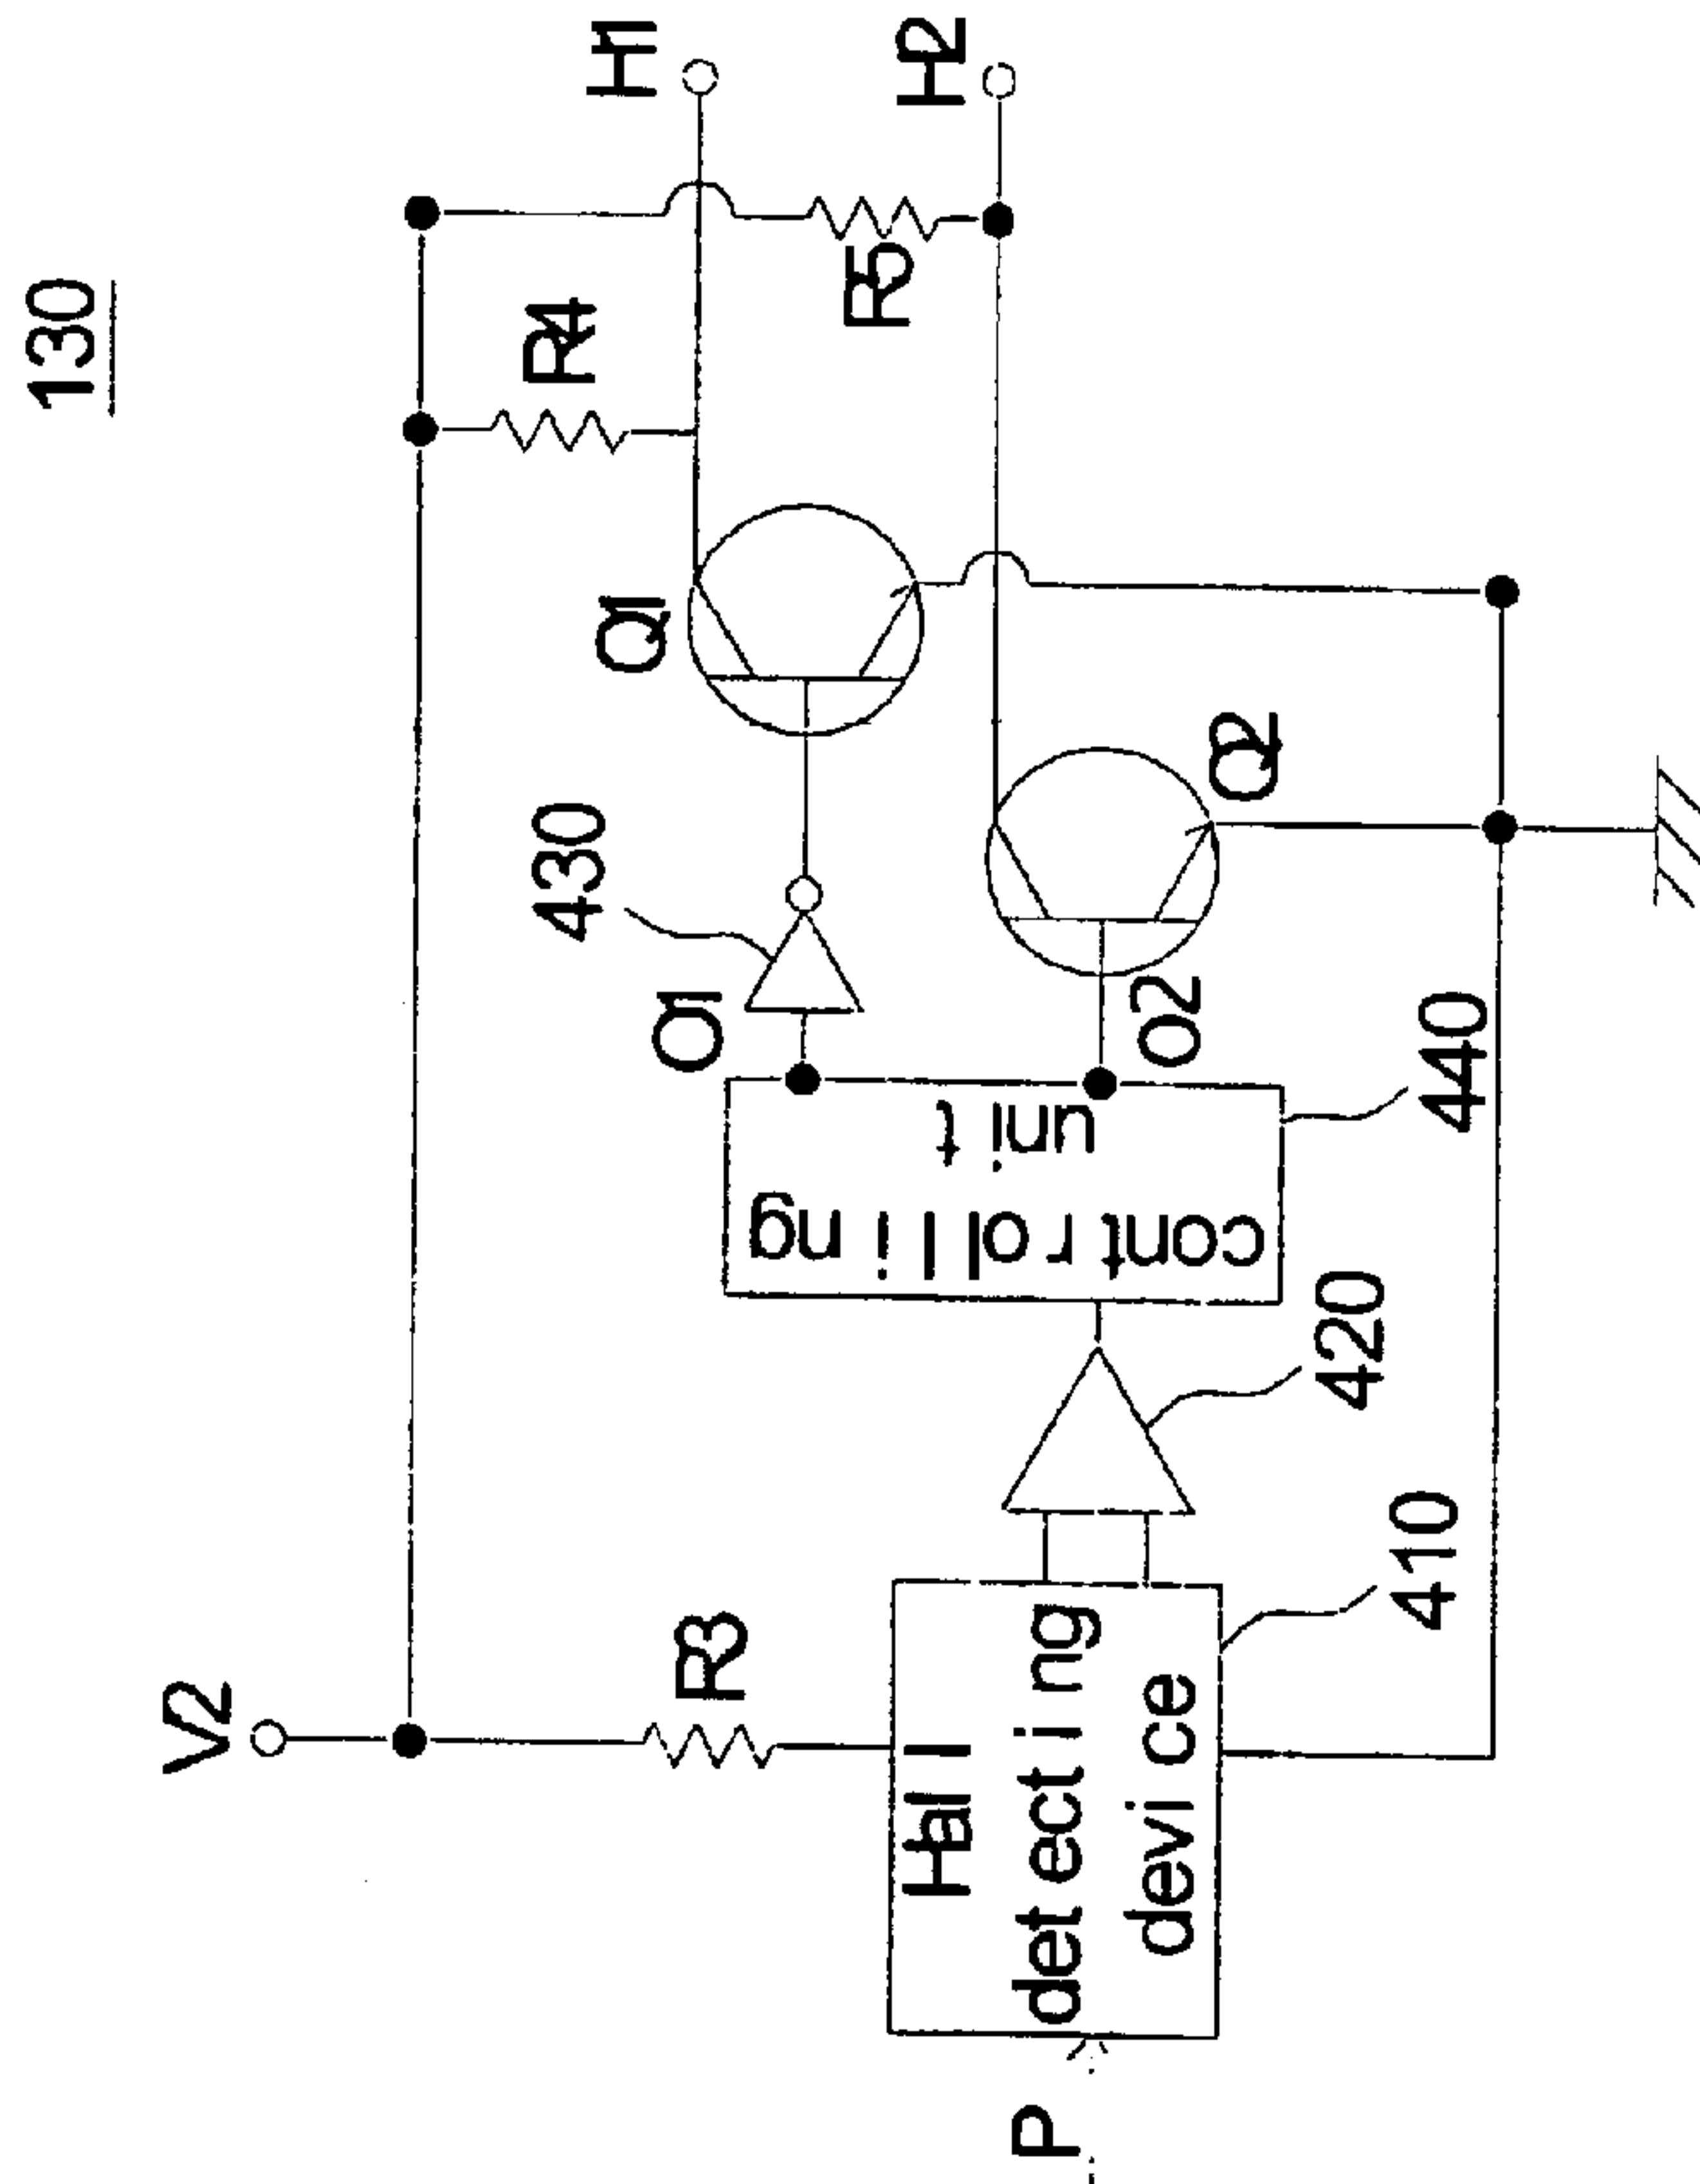 130
V2
H1
H2
R3
R4
R5
Q1
Q2
430
O1
O2
controlling
unit
440
420
410
Hall
detecting
device
P